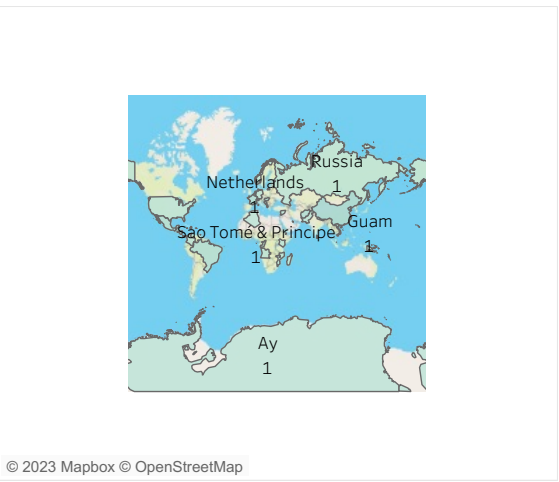 Russia
1
Netherlands
1
Guam
1
Sao Tome & Principe
1
Ay
1
© 2023 Mapbox © OpenStreetMap